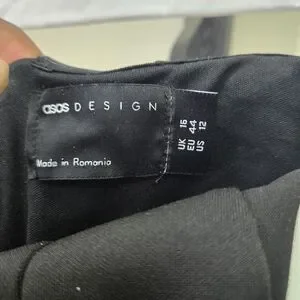 asos DESIGN
Made in Romania
UK 16
EU 44
US 12